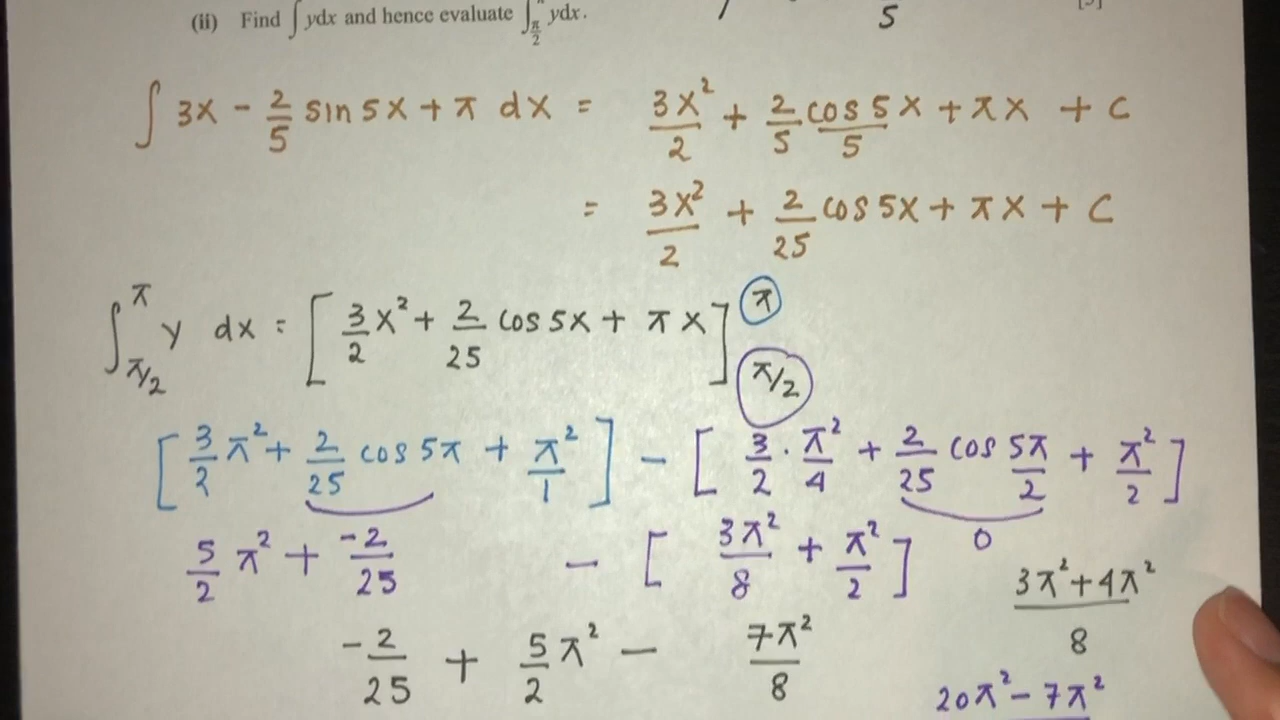 (ii) Find ∫ydx and hence evaluate ∫_{π/2} ydx.
5
∫ 3x - 2/5 sin 5x + π dx = 3x²/2 + 2/5 cos 5x/5 + πx + C
= 3x²/2 + 2/25 cos 5x + πx + C
∫_{π/2}^{π} y dx = [3/2 x² + 2/25 cos 5x + πx]_{π/2}^{π}
[3/2 π² + 2/25 cos 5π + π²/1] - [3/2 · π²/4 + 2/25 cos 5π/2 + π²/2]
0
5/2 π² + -2/25 - [3π²/8 + π²/2]
3π² + 4π²/8
-2/25 + 5/2 π² - 7π²/8
20π² - 7π²